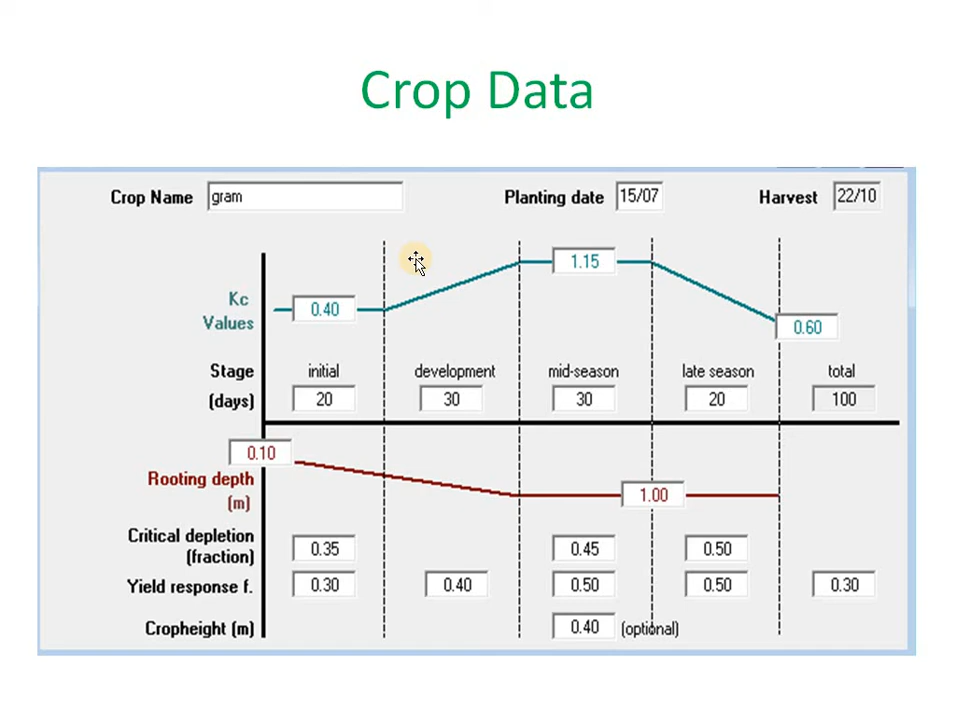 Crop Data
Crop Name gram Planting date 15/07 Harvest 22/10
1.15
Kc Values 0.40 0.60
Stage initial development mid-season late season total
(days) 20 30 30 20 100
0.10
Rooting depth (m) 1.00
Critical depletion (fraction) 0.35 0.45 0.50
Yield response f. 0.30 0.40 0.50 0.50 0.30
Cropheight (m) 0.40 (optional)